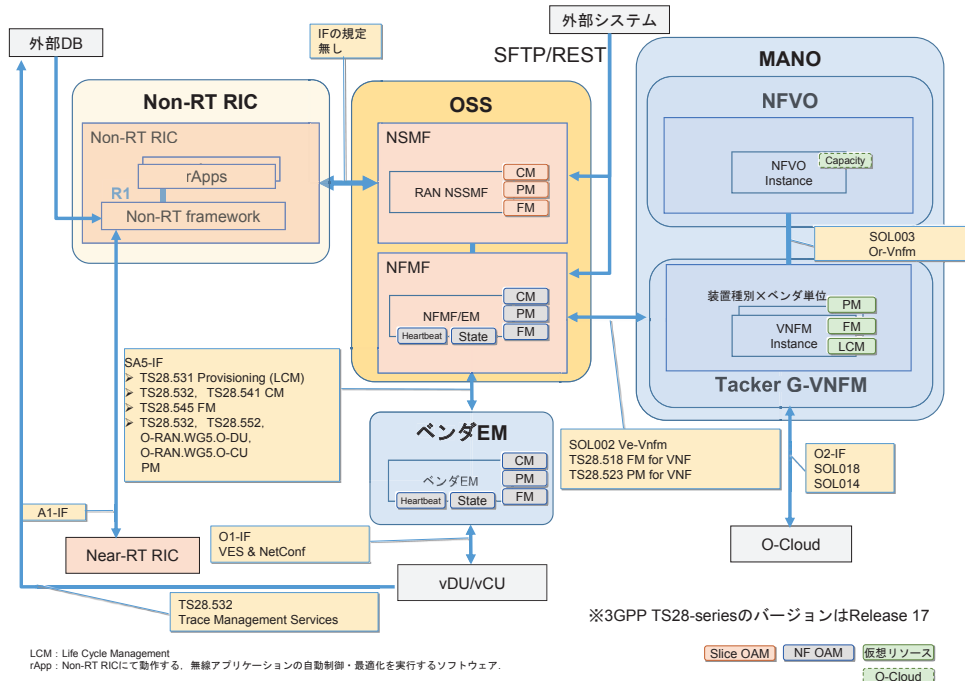 外部DB
IFの規定
無し
外部システム
SFTP/REST
MANO
NFVO
NFVO
Instance
Capacity
Non-RT RIC
Non-RT RIC
rApps
R1
Non-RT framework
OSS
NSMF
RAN NSSMF
CM
PM
FM
SOL003
Or-Vnfm
NFMF
NFMF/EM
Heartbeat
State
CM
PM
FM
装置種別×ベンダ単位
VNFM
Instance
PM
FM
LCM
Tacker G-VNFM
SA5-IF
➢ TS28.531 Provisioning (LCM)
➢ TS28.532, TS28.541 CM
➢ TS28.545 FM
➢ TS28.532, TS28.552,
O-RAN.WG5.O-DU,
O-RAN.WG5.O-CU
PM
ベンダEM
ベンダEM
Heartbeat
State
CM
PM
FM
SOL002 Ve-Vnfm
TS28.518 FM for VNF
TS28.523 PM for VNF
O2-IF
SOL018
SOL014
A1-IF
Near-RT RIC
O1-IF
VES & NetConf
O-Cloud
vDU/vCU
TS28.532
Trace Management Services
※3GPP TS28-seriesのバージョンはRelease 17
LCM : Life Cycle Management
rApp : Non-RT RICにて動作する,無線アプリケーションの自動制御・最適化を実行するソフトウェア.
Slice OAM
NF OAM
仮想リソース
O-Cloud